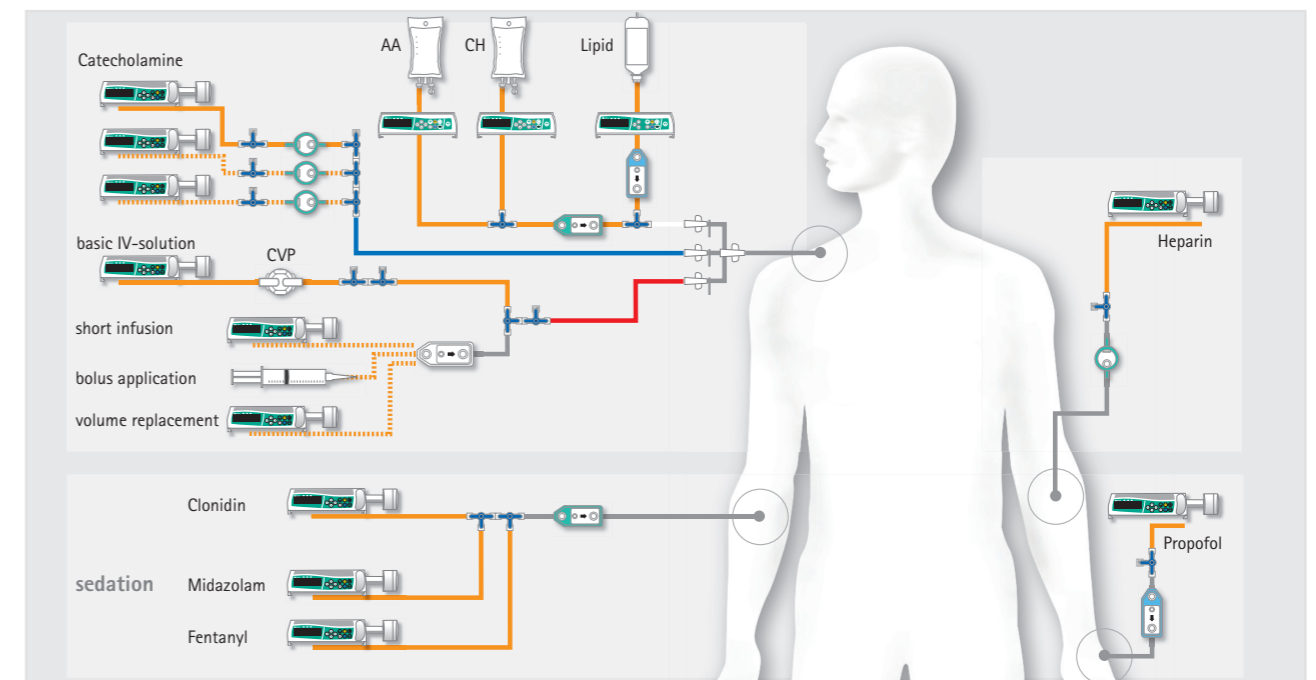 AA
CH
Lipid
Catecholamine
Heparin
basic IV-solution
CVP
short infusion
bolus application
volume replacement
Clonidin
Propofol
sedation
Midazolam
Fentanyl